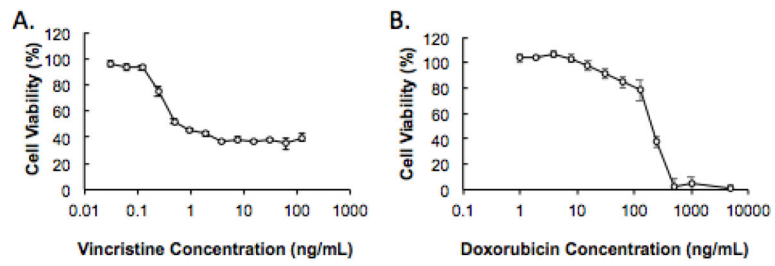 A.
Cell Viability (%)
120
100
80
60
40
20
0
0.01 0.1 1 10 100 1000
Vincristine Concentration (ng/mL)
B.
Cell Viability (%)
120
100
80
60
40
20
0
0.1 1 10 100 1000 10000
Doxorubicin Concentration (ng/mL)